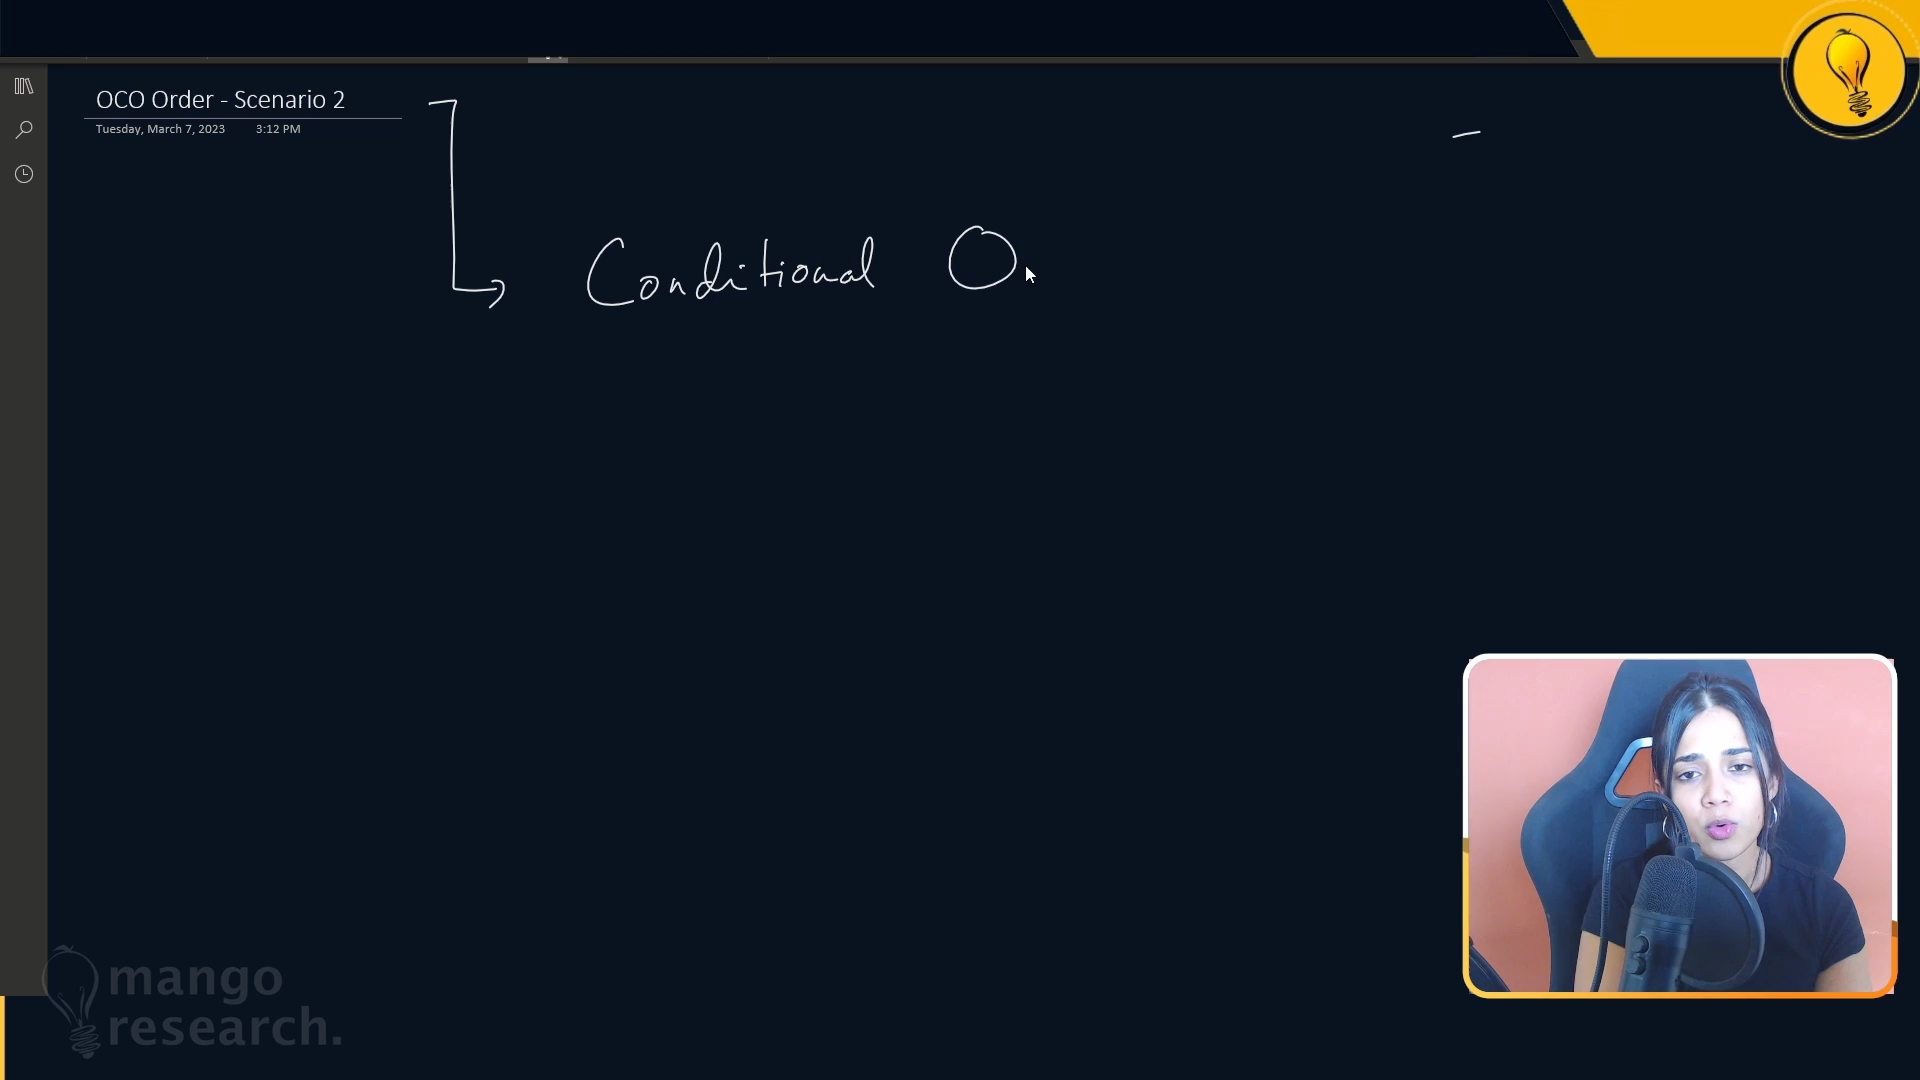 OCO Order - Scenario 2
Tuesday, March 7, 2023 3:12 PM
Conditional O
mango
research.